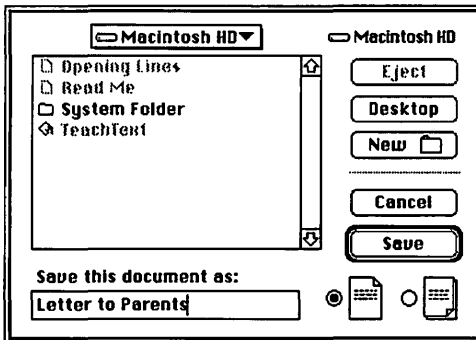 Macintosh HD
Macintosh HD
Opening Lines
Read Me
System Folder
TeachText
Eject
Desktop
New
Cancel
Save
Save this document as:
Letter to Parents